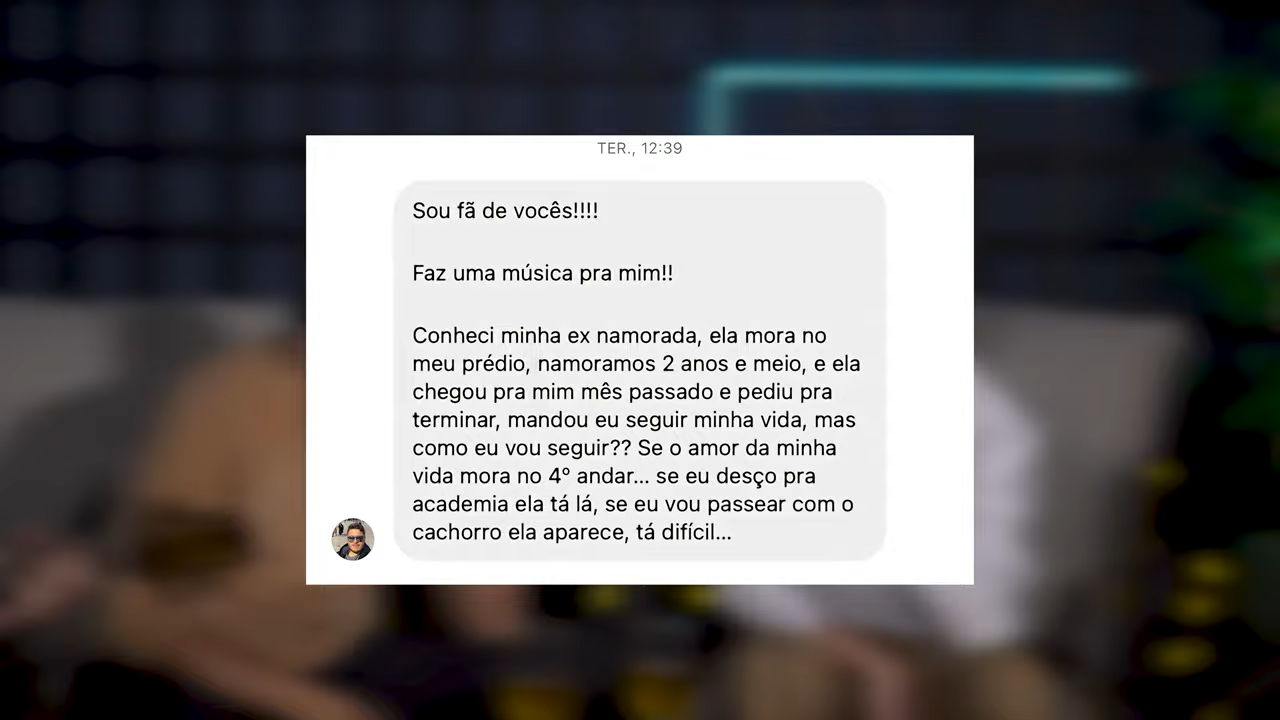 TER., 12:39
Sou fã de vocês!!!!
Faz uma música pra mim!!
Conheci minha ex namorada, ela mora no
meu prédio, namoramos 2 anos e meio, e ela
chegou pra mim mês passado e pediu pra
terminar, mandou eu seguir minha vida, mas
como eu vou seguir?? Se o amor da minha
vida mora no 4º andar... se eu desço pra
academia ela tá lá, se eu vou passear com o
cachorro ela aparece, tá difícil...